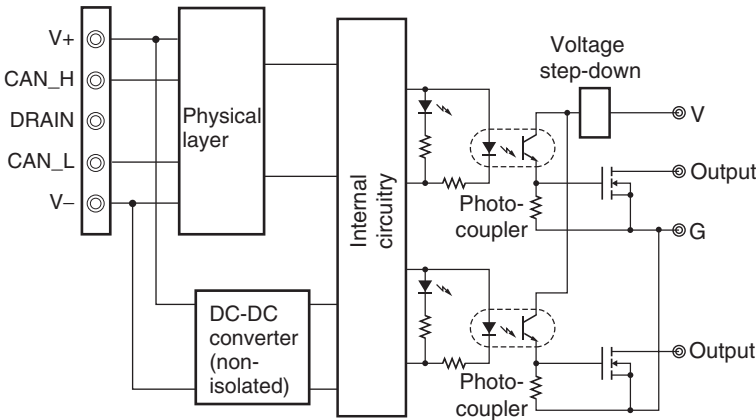 V+
CAN_H
DRAIN
CAN_L
V−
Physical
layer
DC-DC
converter
(non-
isolated)
Internal
circuitry
Voltage
step-down
V
Output
Photo-
coupler
G
Output
Photo-
coupler